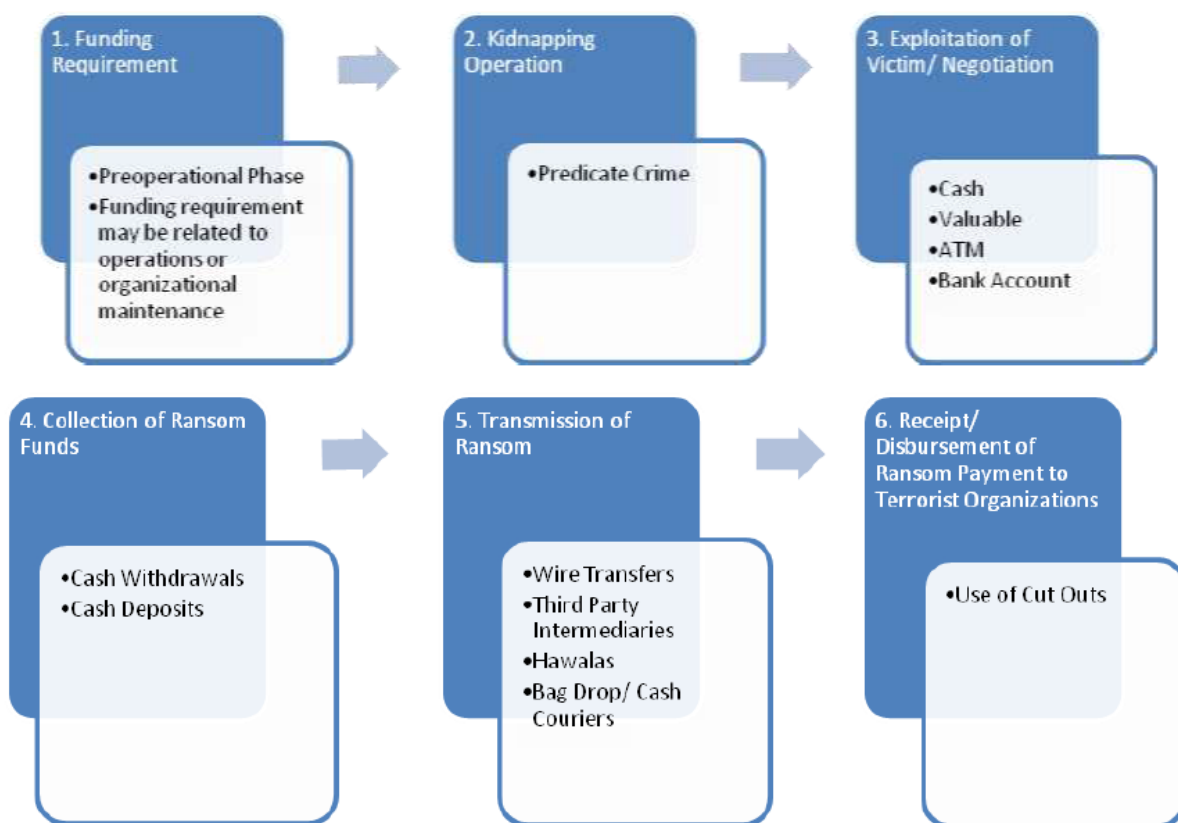 1. Funding
Requirement
•Preoperational Phase
•Funding requirement
may be related to
operations or
organizational
maintenance
2. Kidnapping
Operation
•Predicate Crime
3. Exploitation of
Victim/ Negotiation
•Cash
•Valuable
•ATM
•Bank Account
4. Collection of Ransom
Funds
•Cash Withdrawals
•Cash Deposits
5. Transmission of
Ransom
•Wire Transfers
•Third Party
Intermediaries
•Hawalas
•Bag Drop/ Cash
Couriers
6. Receipt/
Disbursement of
Ransom Payment to
Terrorist Organizations
•Use of Cut Outs